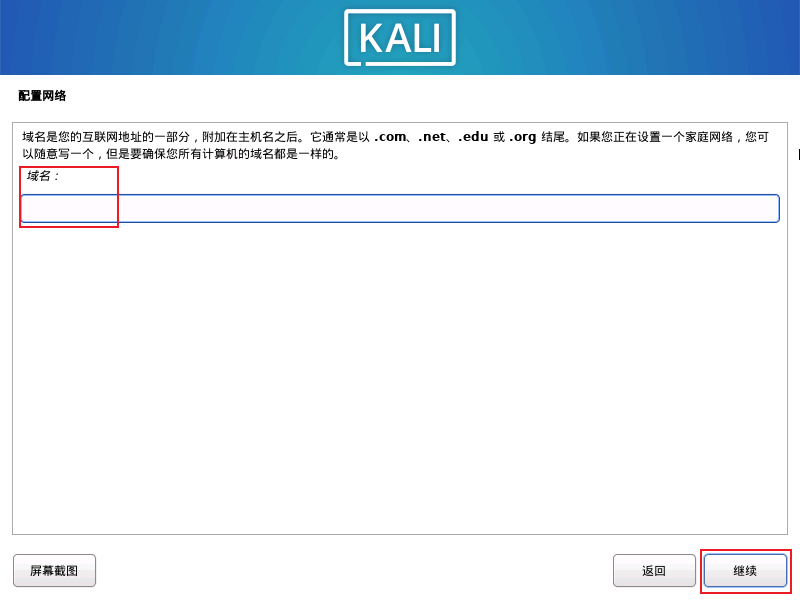 KALI
配置网络
域名是您的互联网地址的一部分，附加在主机名之后。它通常是以 .com、.net、.edu 或 .org 结尾。如果您正在设置一个家庭网络，您可
以随意写一个，但是要确保您所有计算机的域名都是一样的。
域名：
屏幕截图
返回
继续